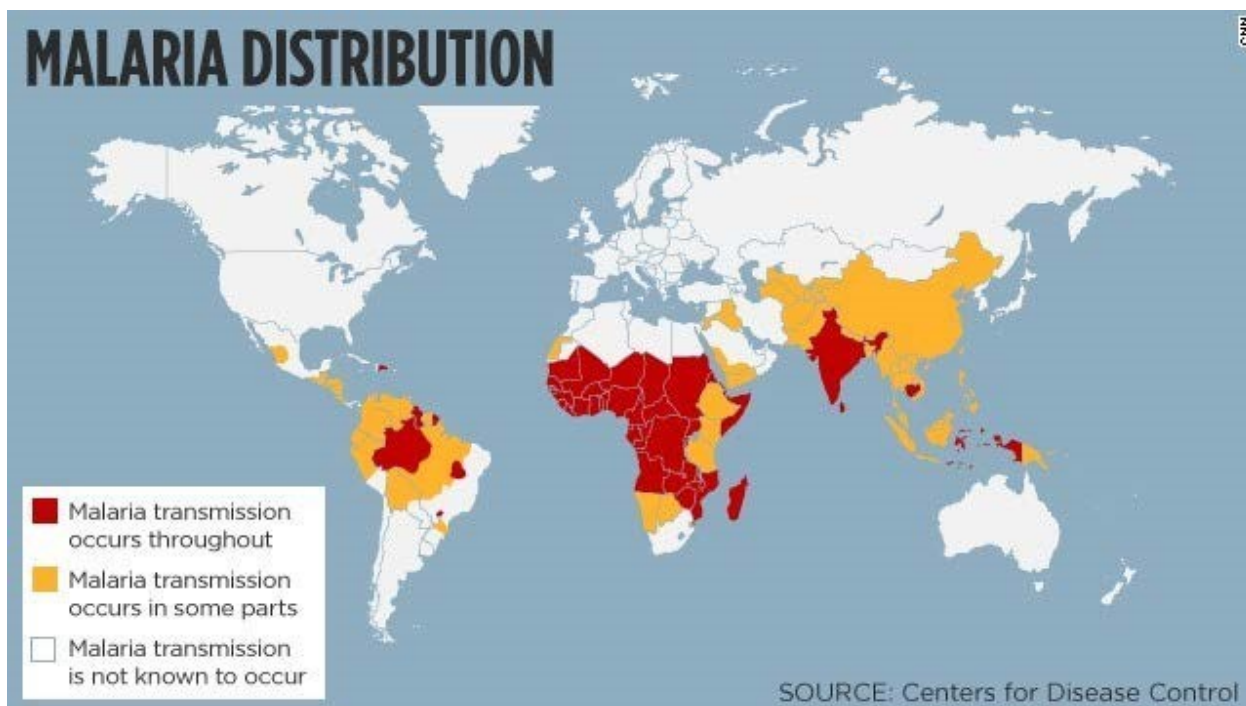 MALARIA DISTRIBUTION
CNN
Malaria transmission
occurs throughout
Malaria transmission
occurs in some parts
Malaria transmission
is not known to occur
SOURCE: Centers for Disease Control